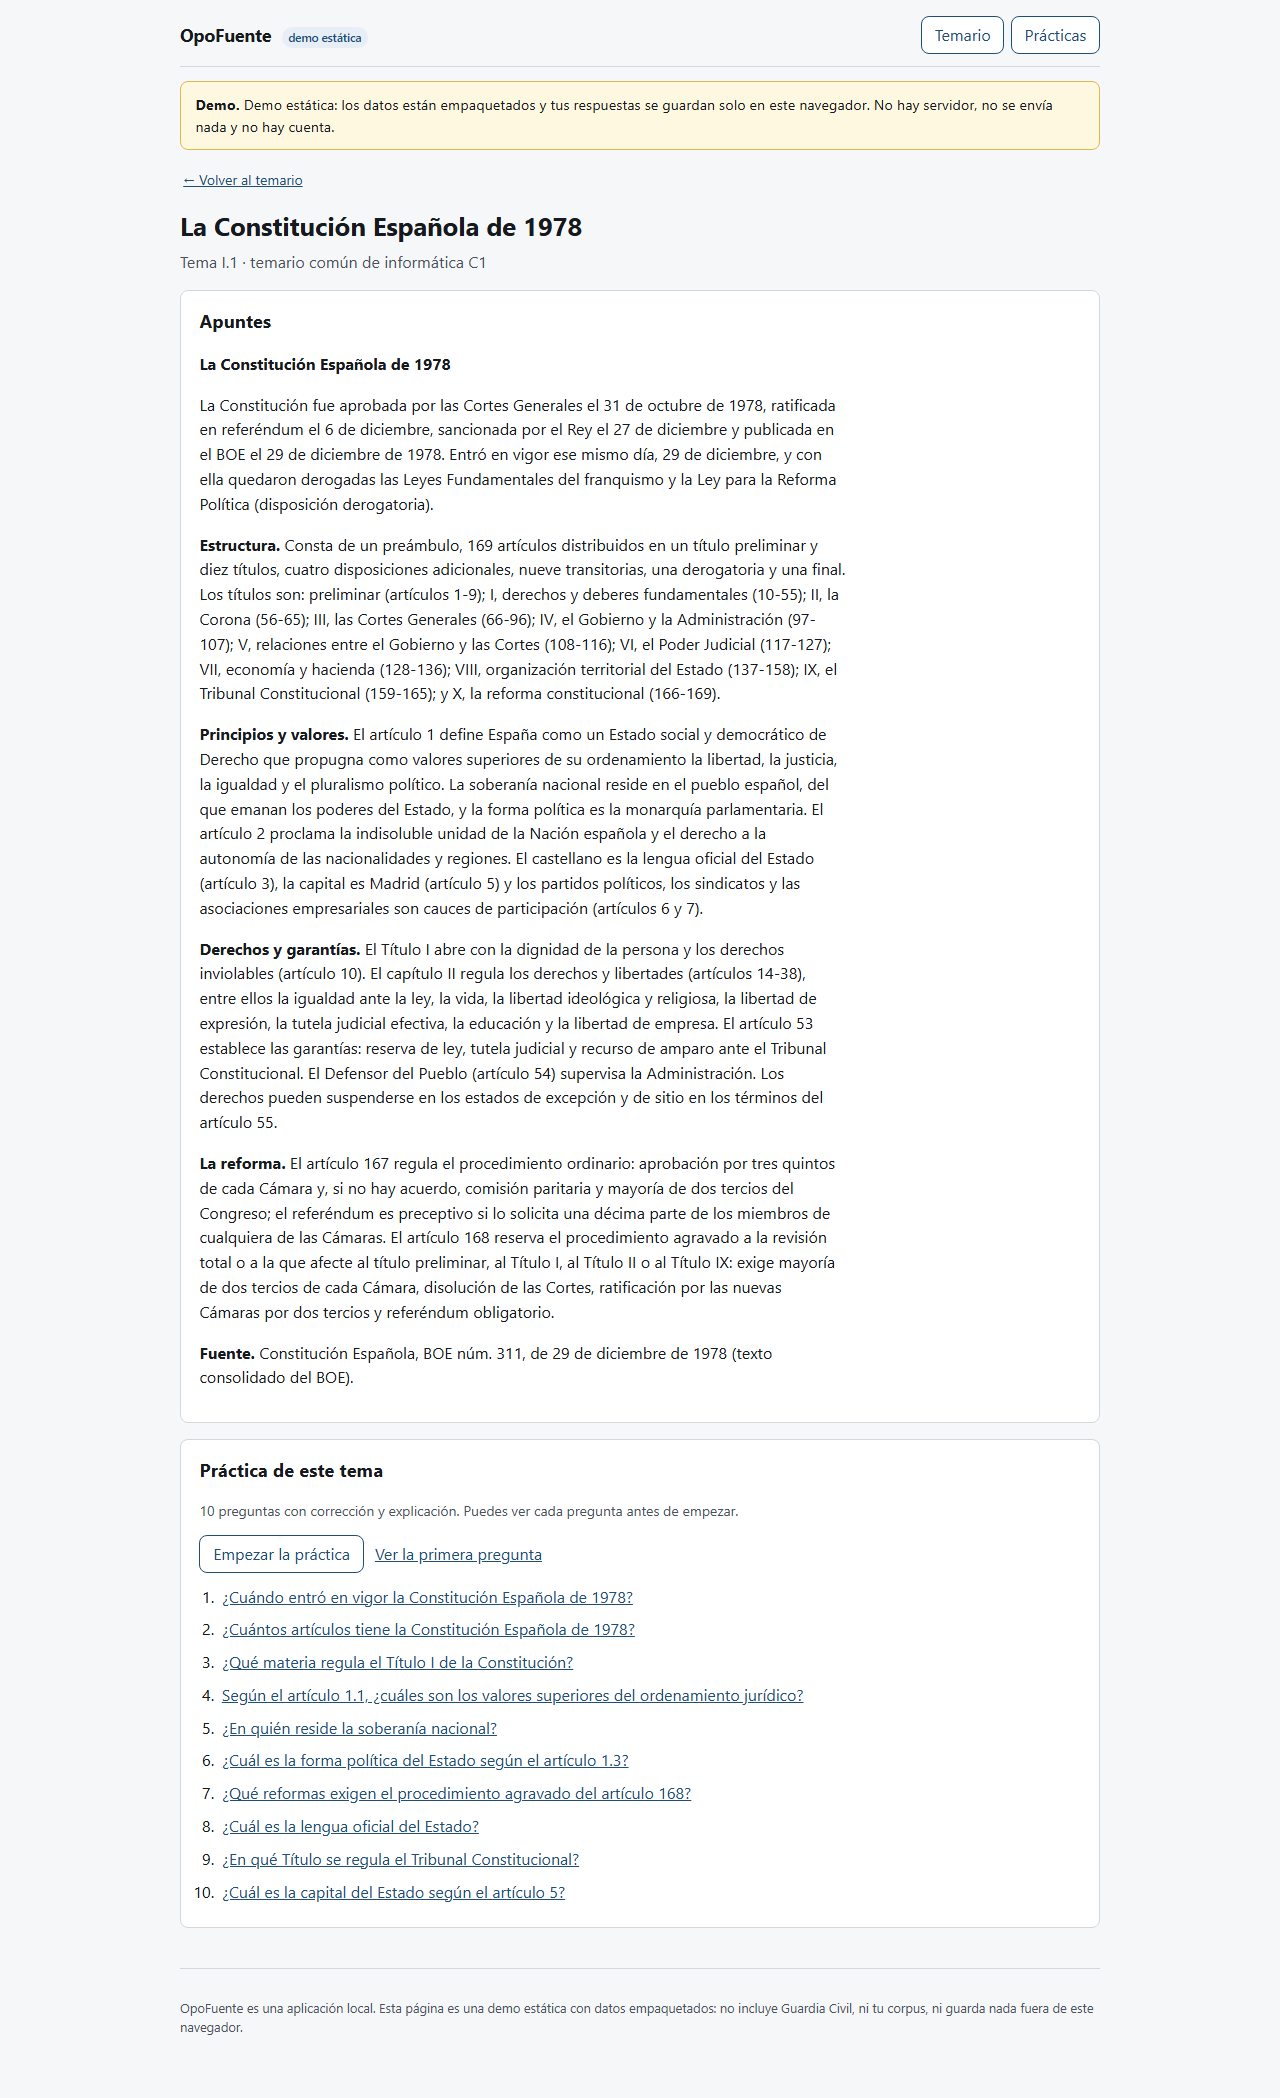 OpoFuente demo estática Temario Prácticas
Demo. Demo estática: los datos están empaquetados y tus respuestas se guardan solo en este navegador. No hay servidor, no se envía
nada y no hay cuenta.
← Volver al temario
La Constitución Española de 1978
Tema I.1 · temario común de informática C1
Apuntes
La Constitución Española de 1978
La Constitución fue aprobada por las Cortes Generales el 31 de octubre de 1978, ratificada
en referéndum el 6 de diciembre, sancionada por el Rey el 27 de diciembre y publicada en
el BOE el 29 de diciembre de 1978. Entró en vigor ese mismo día, 29 de diciembre, y con
ella quedaron derogadas las Leyes Fundamentales del franquismo y la Ley para la Reforma
Política (disposición derogatoria).
Estructura. Consta de un preámbulo, 169 artículos distribuidos en un título preliminar y
diez títulos, cuatro disposiciones adicionales, nueve transitorias, una derogatoria y una final.
Los títulos son: preliminar (artículos 1-9); I, derechos y deberes fundamentales (10-55); II, la
Corona (56-65); III, las Cortes Generales (66-96); IV, el Gobierno y la Administración (97-
107); V, relaciones entre el Gobierno y las Cortes (108-116); VI, el Poder Judicial (117-127);
VII, economía y hacienda (128-136); VIII, organización territorial del Estado (137-158); IX, el
Tribunal Constitucional (159-165); y X, la reforma constitucional (166-169).
Principios y valores. El artículo 1 define España como un Estado social y democrático de
Derecho que propugna como valores superiores de su ordenamiento la libertad, la justicia,
la igualdad y el pluralismo político. La soberanía nacional reside en el pueblo español, del
que emanan los poderes del Estado, y la forma política es la monarquía parlamentaria. El
artículo 2 proclama la indisoluble unidad de la Nación española y el derecho a la
autonomía de las nacionalidades y regiones. El castellano es la lengua oficial del Estado
(artículo 3), la capital es Madrid (artículo 5) y los partidos políticos, los sindicatos y las
asociaciones empresariales son cauces de participación (artículos 6 y 7).
Derechos y garantías. El Título I abre con la dignidad de la persona y los derechos
inviolables (artículo 10). El capítulo II regula los derechos y libertades (artículos 14-38),
entre ellos la igualdad ante la ley, la vida, la libertad ideológica y religiosa, la libertad de
expresión, la tutela judicial efectiva, la educación y la libertad de empresa. El artículo 53
establece las garantías: reserva de ley, tutela judicial y recurso de amparo ante el Tribunal
Constitucional. El Defensor del Pueblo (artículo 54) supervisa la Administración. Los
derechos pueden suspenderse en los estados de excepción y de sitio en los términos del
artículo 55.
La reforma. El artículo 167 regula el procedimiento ordinario: aprobación por tres quintos
de cada Cámara y, si no hay acuerdo, comisión paritaria y mayoría de dos tercios del
Congreso; el referéndum es preceptivo si lo solicita una décima parte de los miembros de
cualquiera de las Cámaras. El artículo 168 reserva el procedimiento agravado a la revisión
total o a la que afecte al título preliminar, al Título I, al Título II o al Título IX: exige mayoría
de dos tercios de cada Cámara, disolución de las Cortes, ratificación por las nuevas
Cámaras por dos tercios y referéndum obligatorio.
Fuente. Constitución Española, BOE núm. 311, de 29 de diciembre de 1978 (texto
consolidado del BOE).
Práctica de este tema
10 preguntas con corrección y explicación. Puedes ver cada pregunta antes de empezar.
Empezar la práctica Ver la primera pregunta
1. ¿Cuándo entró en vigor la Constitución Española de 1978?
2. ¿Cuántos artículos tiene la Constitución Española de 1978?
3. ¿Qué materia regula el Título I de la Constitución?
4. Según el artículo 1.1, ¿cuáles son los valores superiores del ordenamiento jurídico?
5. ¿En quién reside la soberanía nacional?
6. ¿Cuál es la forma política del Estado según el artículo 1.3?
7. ¿Qué reformas exigen el procedimiento agravado del artículo 168?
8. ¿Cuál es la lengua oficial del Estado?
9. ¿En qué Título se regula el Tribunal Constitucional?
10. ¿Cuál es la capital del Estado según el artículo 5?
OpoFuente es una aplicación local. Esta página es una demo estática con datos empaquetados: no incluye Guardia Civil, ni tu corpus, ni guarda nada fuera de este
navegador.